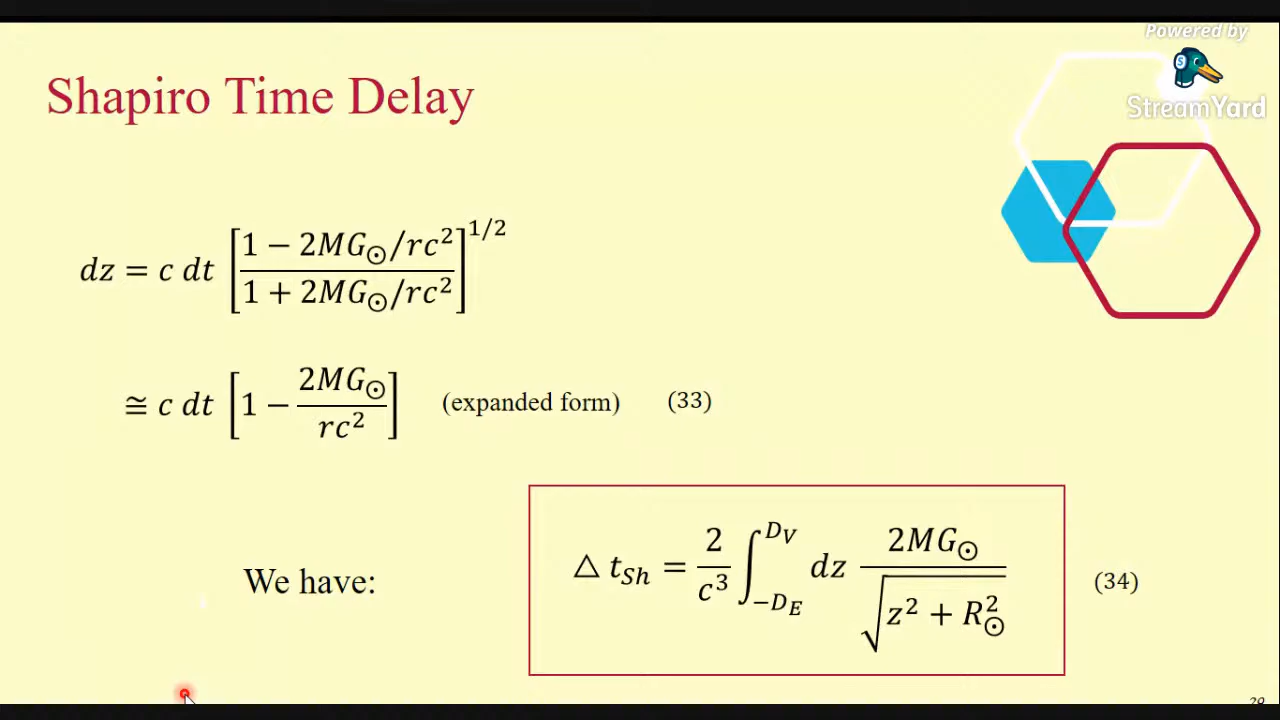 Powered by
StreamYard
Shapiro Time Delay
dz = c dt [(1 − 2MG⊙/rc²)/(1 + 2MG⊙/rc²)]^{1/2}
≅ c dt [1 − 2MG⊙/rc²] (expanded form) (33)
We have: △ t_{Sh} = 2/c³ ∫_{−D_E}^{D_V} dz 2MG⊙/√(z² + R⊙²) (34)